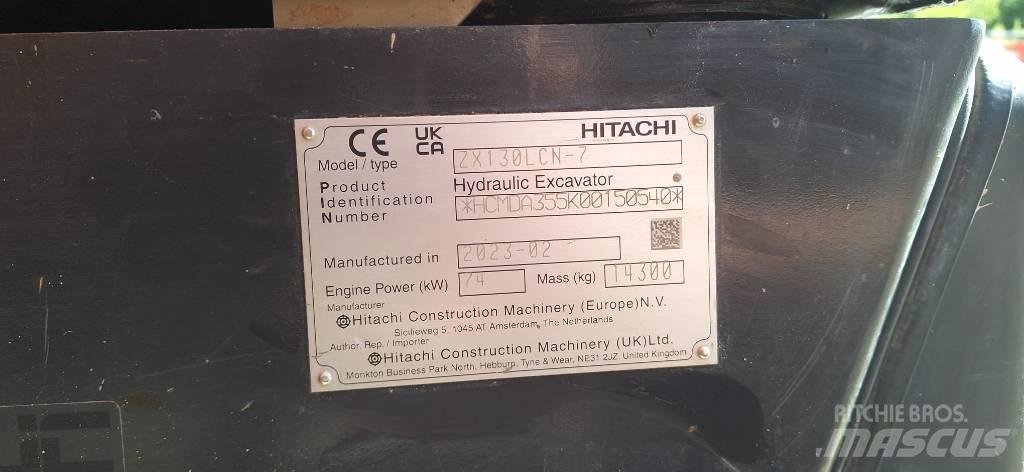 CE UK CA HITACHI
Model / type ZX130LCN-7
Product Hydraulic Excavator
Identification
Number *HCMDA355K00150540*
Manufactured in 2023-02
Engine Power (kW) 74 Mass (kg) 14300
Manufacturer
Hitachi Construction Machinery (Europe)N.V.
Sicilieweg 5, 1045 AT Amsterdam, The Netherlands
Author. Rep. / Importer
Hitachi Construction Machinery (UK)Ltd.
Monkton Business Park North, Hebburn, Tyne & Wear, NE31 2JZ, United Kingdom
RITCHIE BROS.
MASCUS